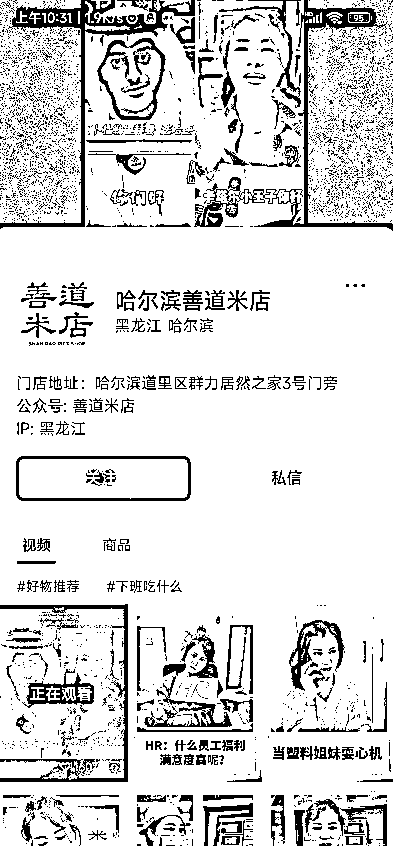 上午10:31 | 1.9K/s
95
你们好
善道
米店
SHAN DAO RICE SHOP
哈尔滨善道米店
黑龙江 哈尔滨
门店地址: 哈尔滨道里区群力居然之家3号门旁
公众号: 善道米店
IP: 黑龙江
关注
私信
视频
商品
#好物推荐
#下班吃什么
正在观看
HR: 什么员工福利
满意度高呢?
当塑料姐妹耍心机
米